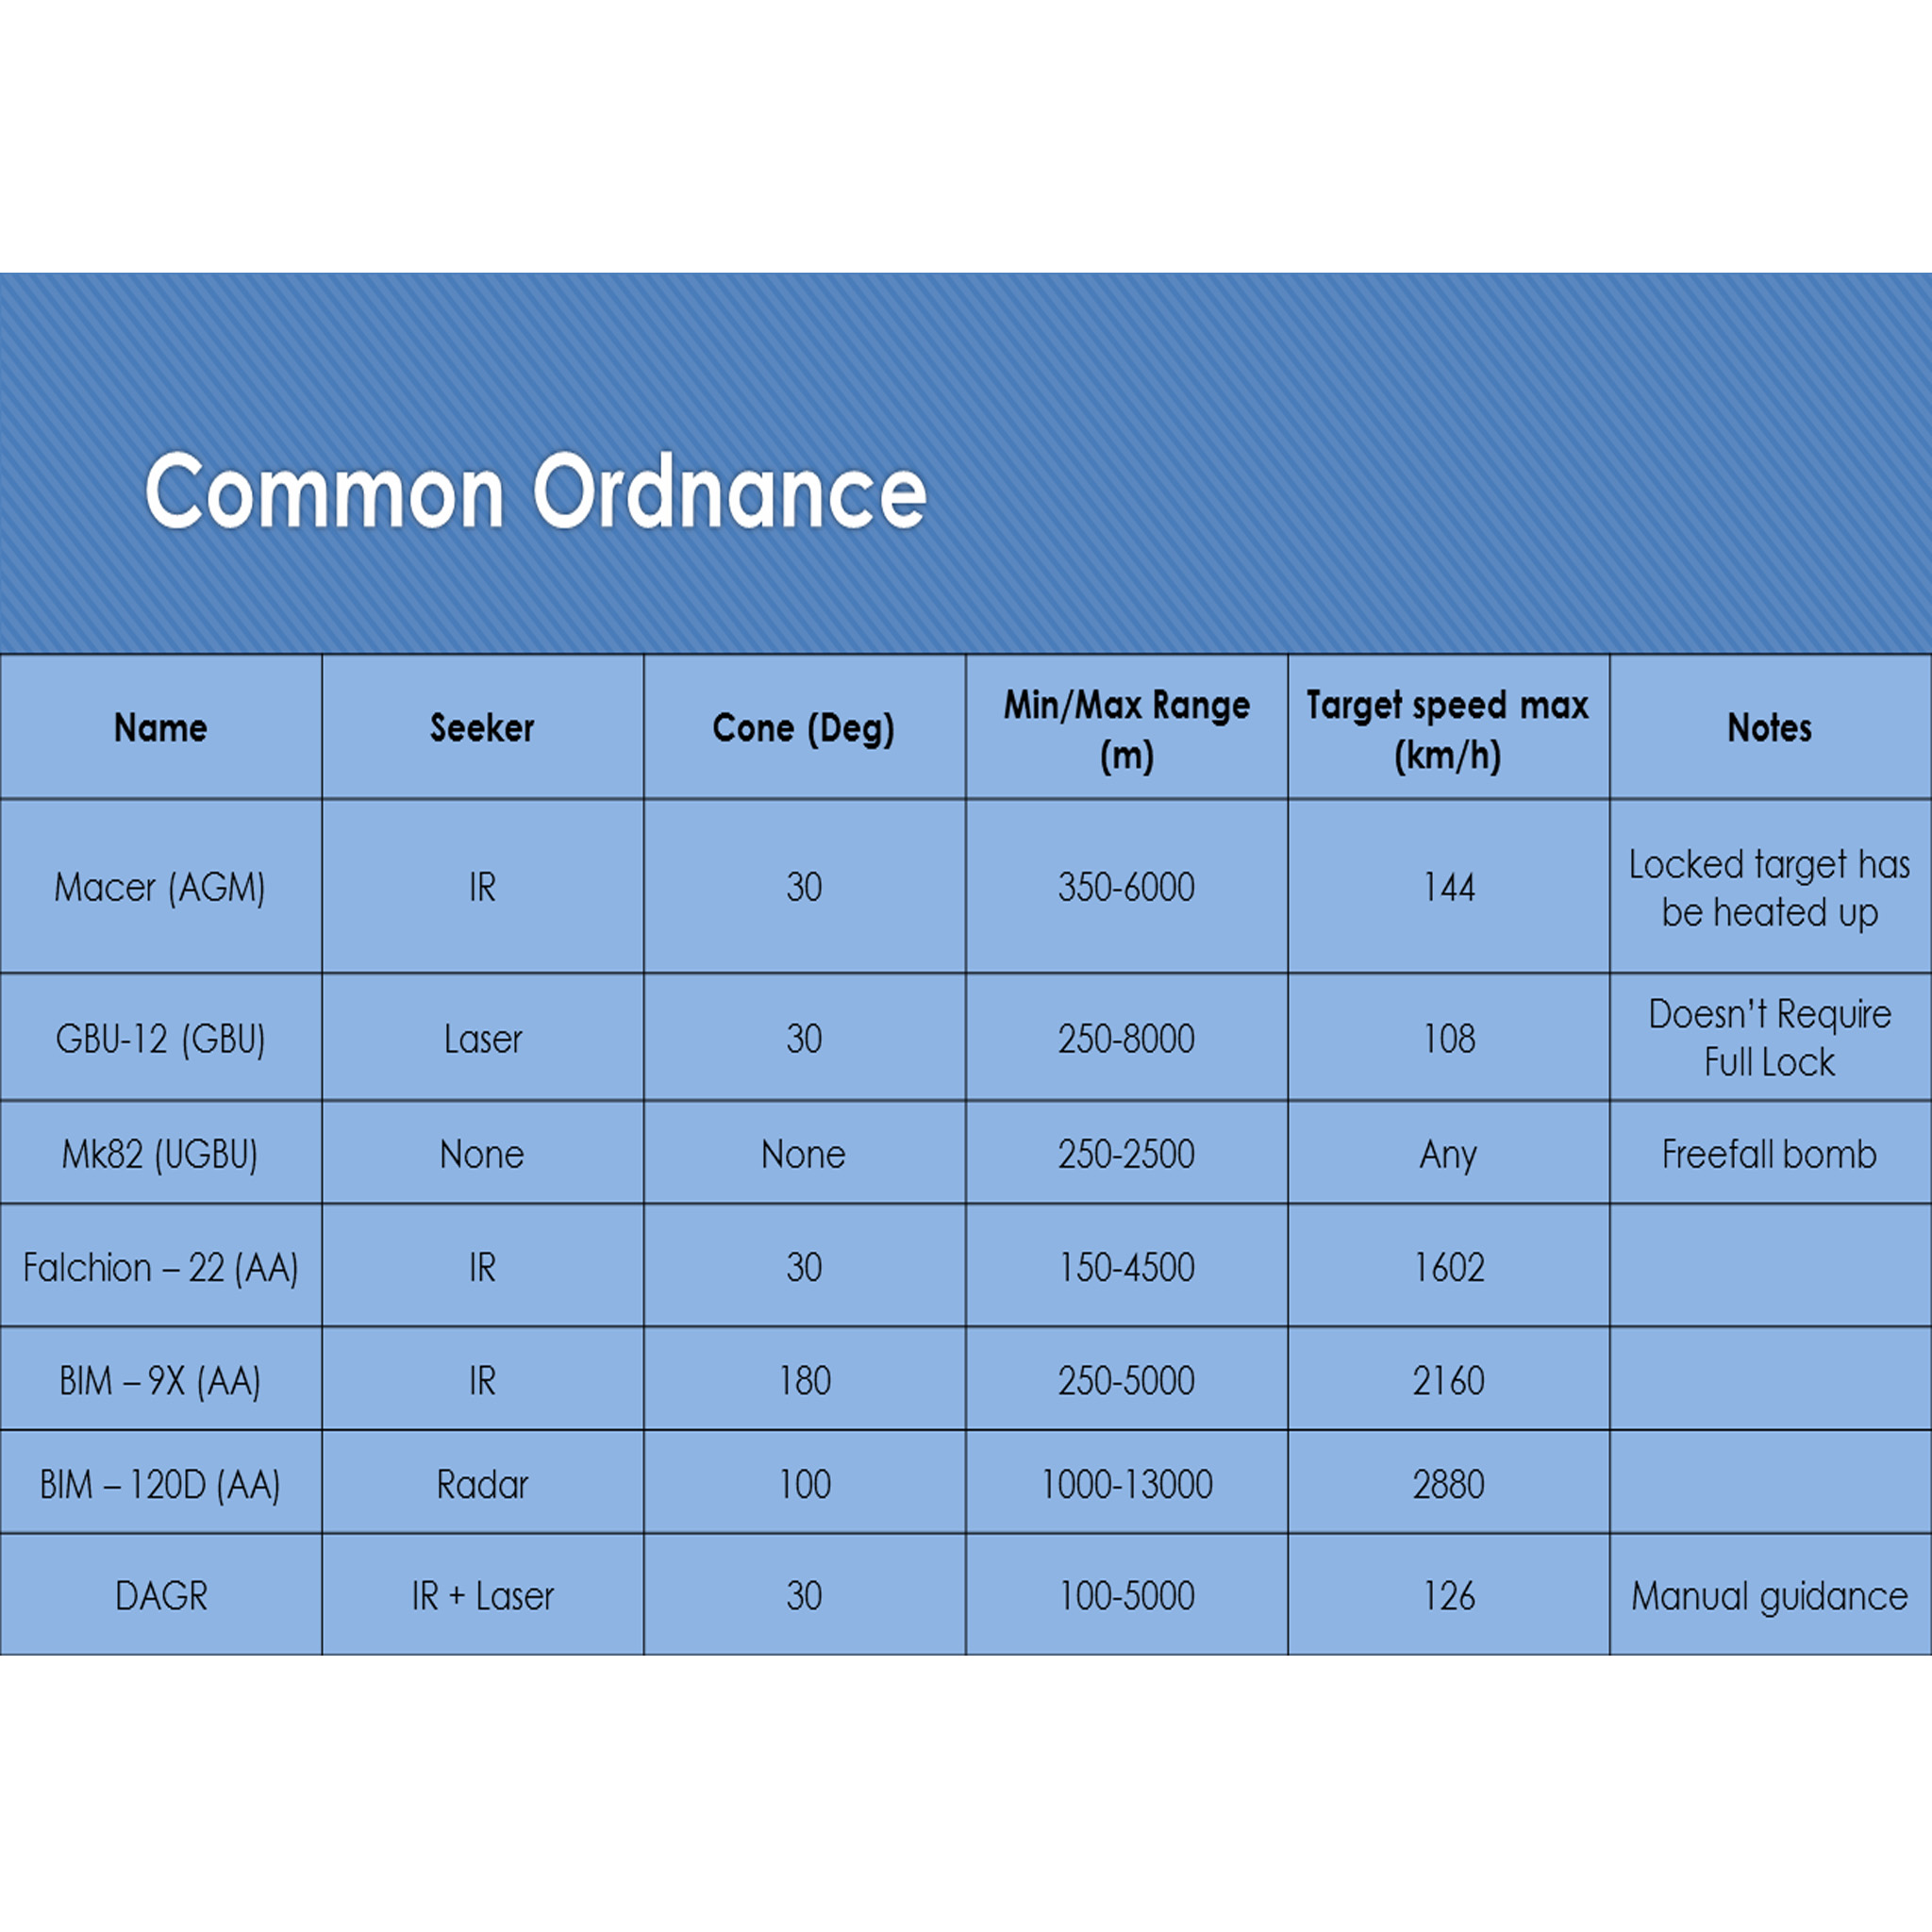 Common Ordnance
Name Seeker Cone (Deg) Min/Max Range (m) Target speed max (km/h) Notes
Macer (AGM) IR 30 350-6000 144 Locked target has be heated up
GBU-12 (GBU) Laser 30 250-8000 108 Doesn't Require Full Lock
Mk82 (UGBU) None None 250-2500 Any Freefall bomb
Falchion – 22 (AA) IR 30 150-4500 1602
BIM – 9X (AA) IR 180 250-5000 2160
BIM – 120D (AA) Radar 100 1000-13000 2880
DAGR IR + Laser 30 100-5000 126 Manual guidance